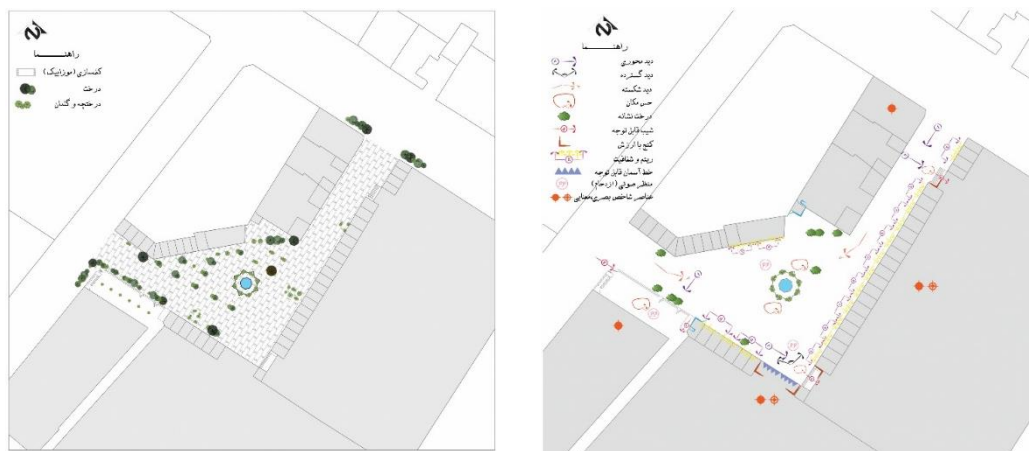 راهنما
کفسازی (موزاییک)
درخت
درختچه و گلدان
راهنما
دید محوری
دید گسترده
دید شکسته
حس مکان
درخت نشانه
شیب قابل توجه
کنج با ارزش
ریتم و شفافیت
خط آسمان قابل توجه
منظر صوتی (ازدحام)
عناصر شاخص بصری،معنایی